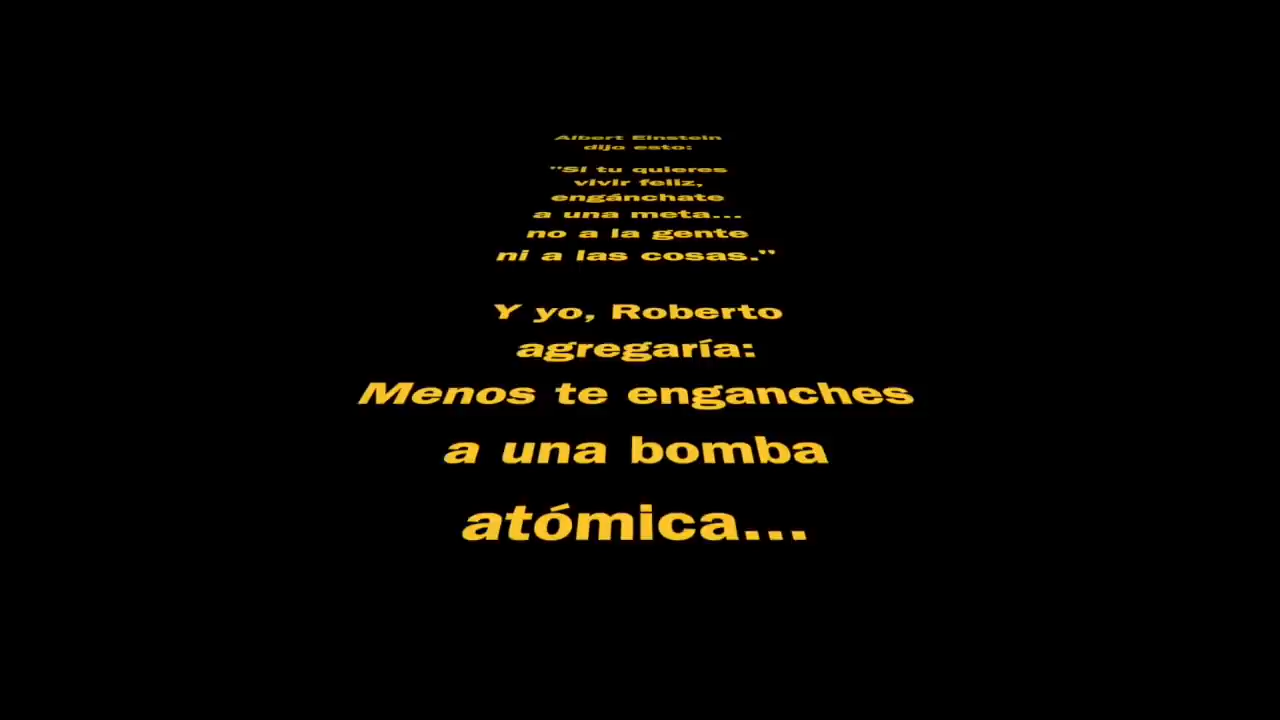 Albert Einstein
dijo esto:
"Si tu quieres
vivir feliz,
engánchate
a una meta...
no a la gente
ni a las cosas."
Y yo, Roberto
agregaría:
Menos te enganches
a una bomba
atómica...